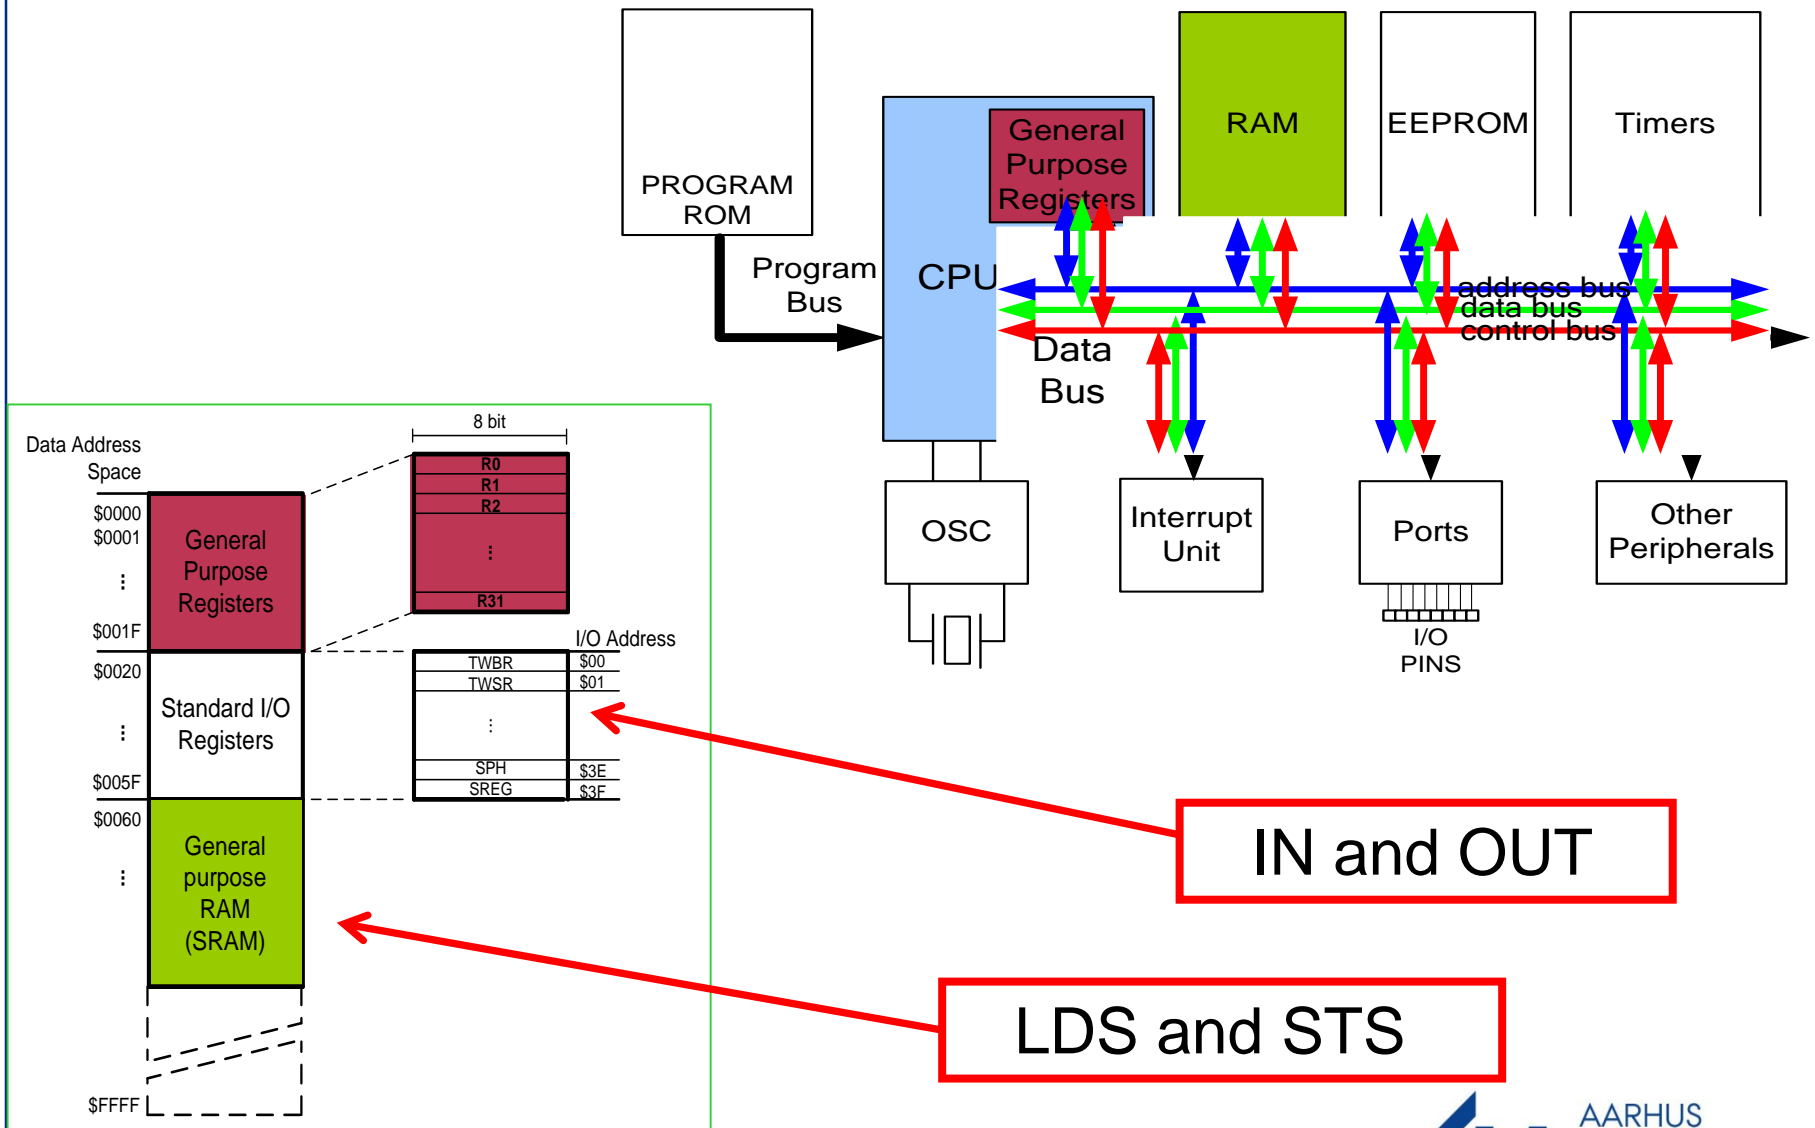 PROGRAM
ROM
Program
Bus
CPU
General
Purpose
Registers
RAM
EEPROM
Timers
address bus
data bus
control bus
Data
Bus
OSC
Interrupt
Unit
Ports
I/O
PINS
Other
Peripherals
Data Address
Space
$0000
$0001
⋮
$001F
$0020
⋮
$005F
$0060
⋮
$FFFF
General
Purpose
Registers
Standard I/O
Registers
General
purpose
RAM
(SRAM)
8 bit
R0
R1
R2
⋮
R31
I/O Address
TWBR $00
TWSR $01
⋮
SPH $3E
SREG $3F
IN and OUT
LDS and STS
AARHUS